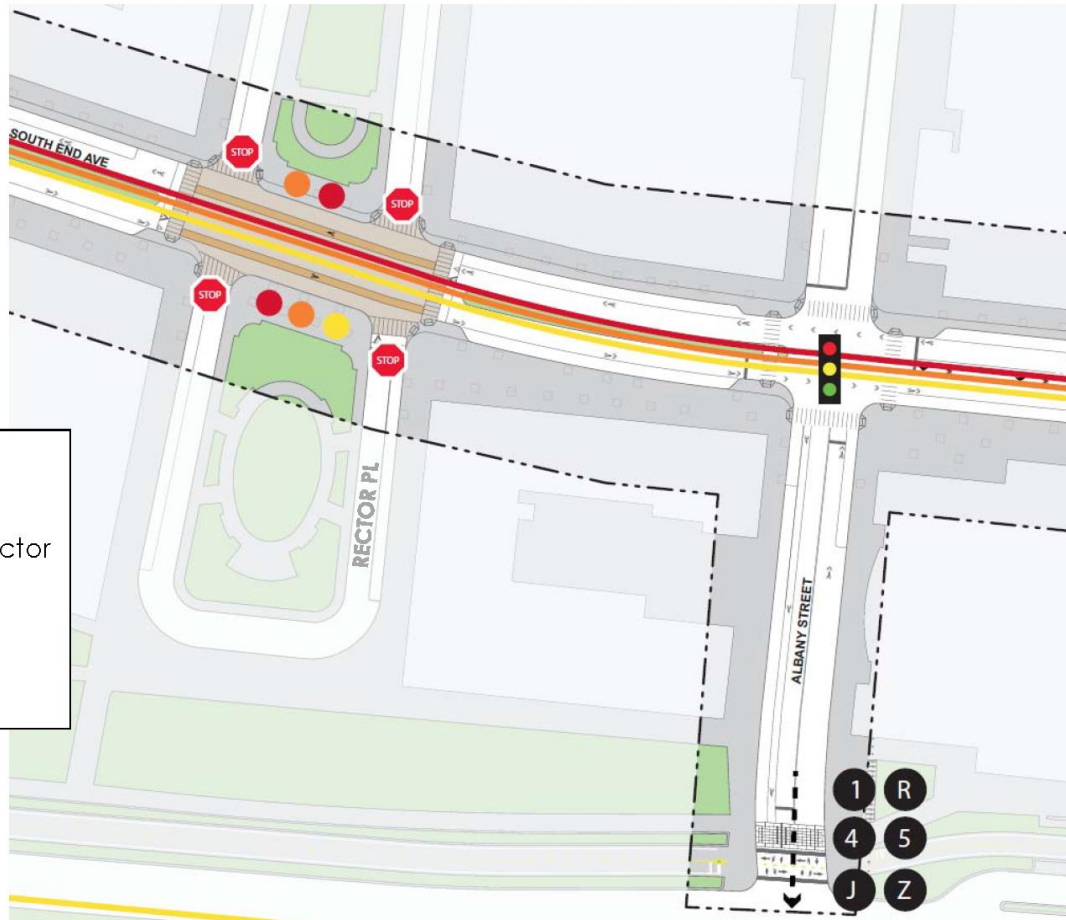 SOUTH END AVE
STOP
STOP
STOP
STOP
ctor
RECTOR PL
ALBANY STREET
1 R
4 5
J Z